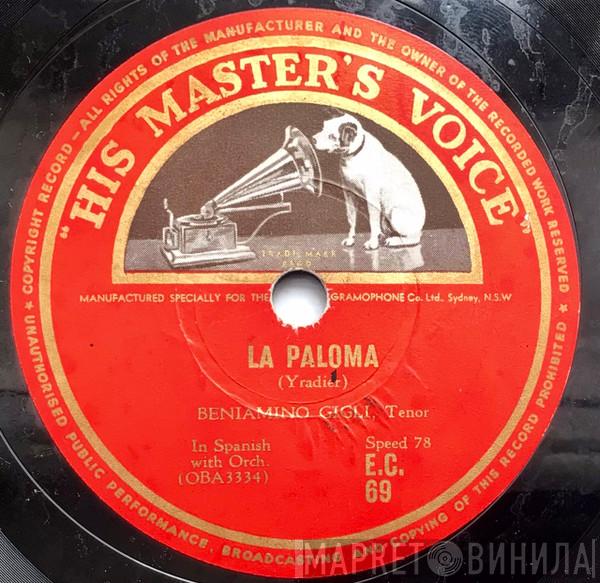 ★ COPYRIGHT RECORD — ALL RIGHTS OF THE MANUFACTURER AND THE OWNER OF THE RECORDED WORK RESERVED ★
"HIS MASTER'S VOICE"
TRADE MARK
MANUFACTURED SPECIALLY FOR THE GRAMOPHONE Co. Ltd., Sydney, N.S.W
LA PALOMA
(Yradier)
BENIAMINO GIGLI, Tenor
In Spanish
with Orch.
(OBA3334)
Speed 78
E.C.
69
UNAUTHORISED PUBLIC PERFORMANCE, BROADCASTING AND COPYING OF THIS RECORD PROHIBITED
МАРКЕТ ВИНИЛА